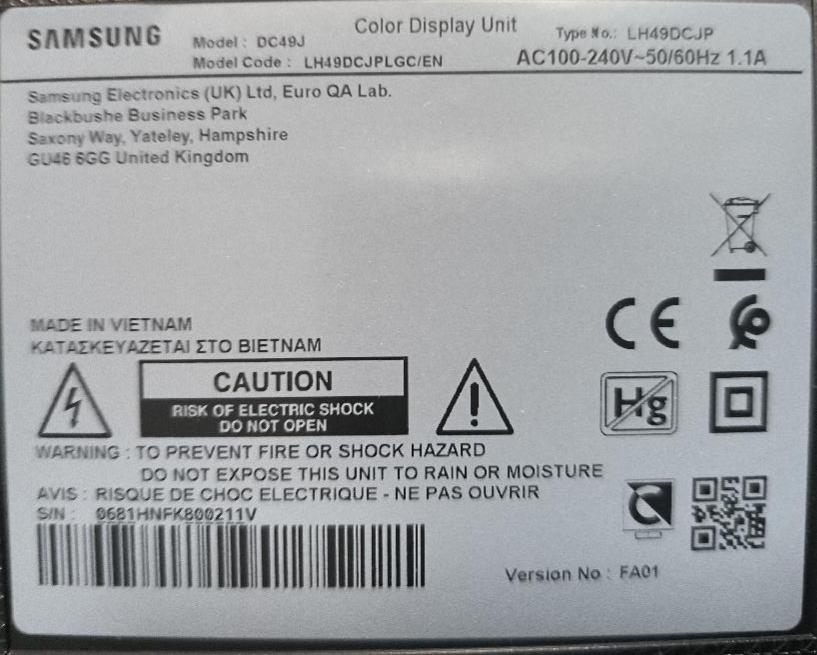 SAMSUNG
Color Display Unit
Model : DC49J
Type No.: LH49DCJP
Model Code : LH49DCJPLGC/EN
AC100-240V~50/60Hz 1.1A
Samsung Electronics (UK) Ltd, Euro QA Lab.
Blackbushe Business Park
Saxony Way, Yateley, Hampshire
GU46 6GG United Kingdom
MADE IN VIETNAM
ΚΑΤΑΣΚΕΥΑΖΕΤΑΙ ΣΤΟ ΒΙΕΤΝΑΜ
CE
CAUTION
RISK OF ELECTRIC SHOCK
DO NOT OPEN
Hg
WARNING : TO PREVENT FIRE OR SHOCK HAZARD
DO NOT EXPOSE THIS UNIT TO RAIN OR MOISTURE
AVIS : RISQUE DE CHOC ELECTRIQUE - NE PAS OUVRIR
S/N : 0681HNFK800211V
Version No : FA01